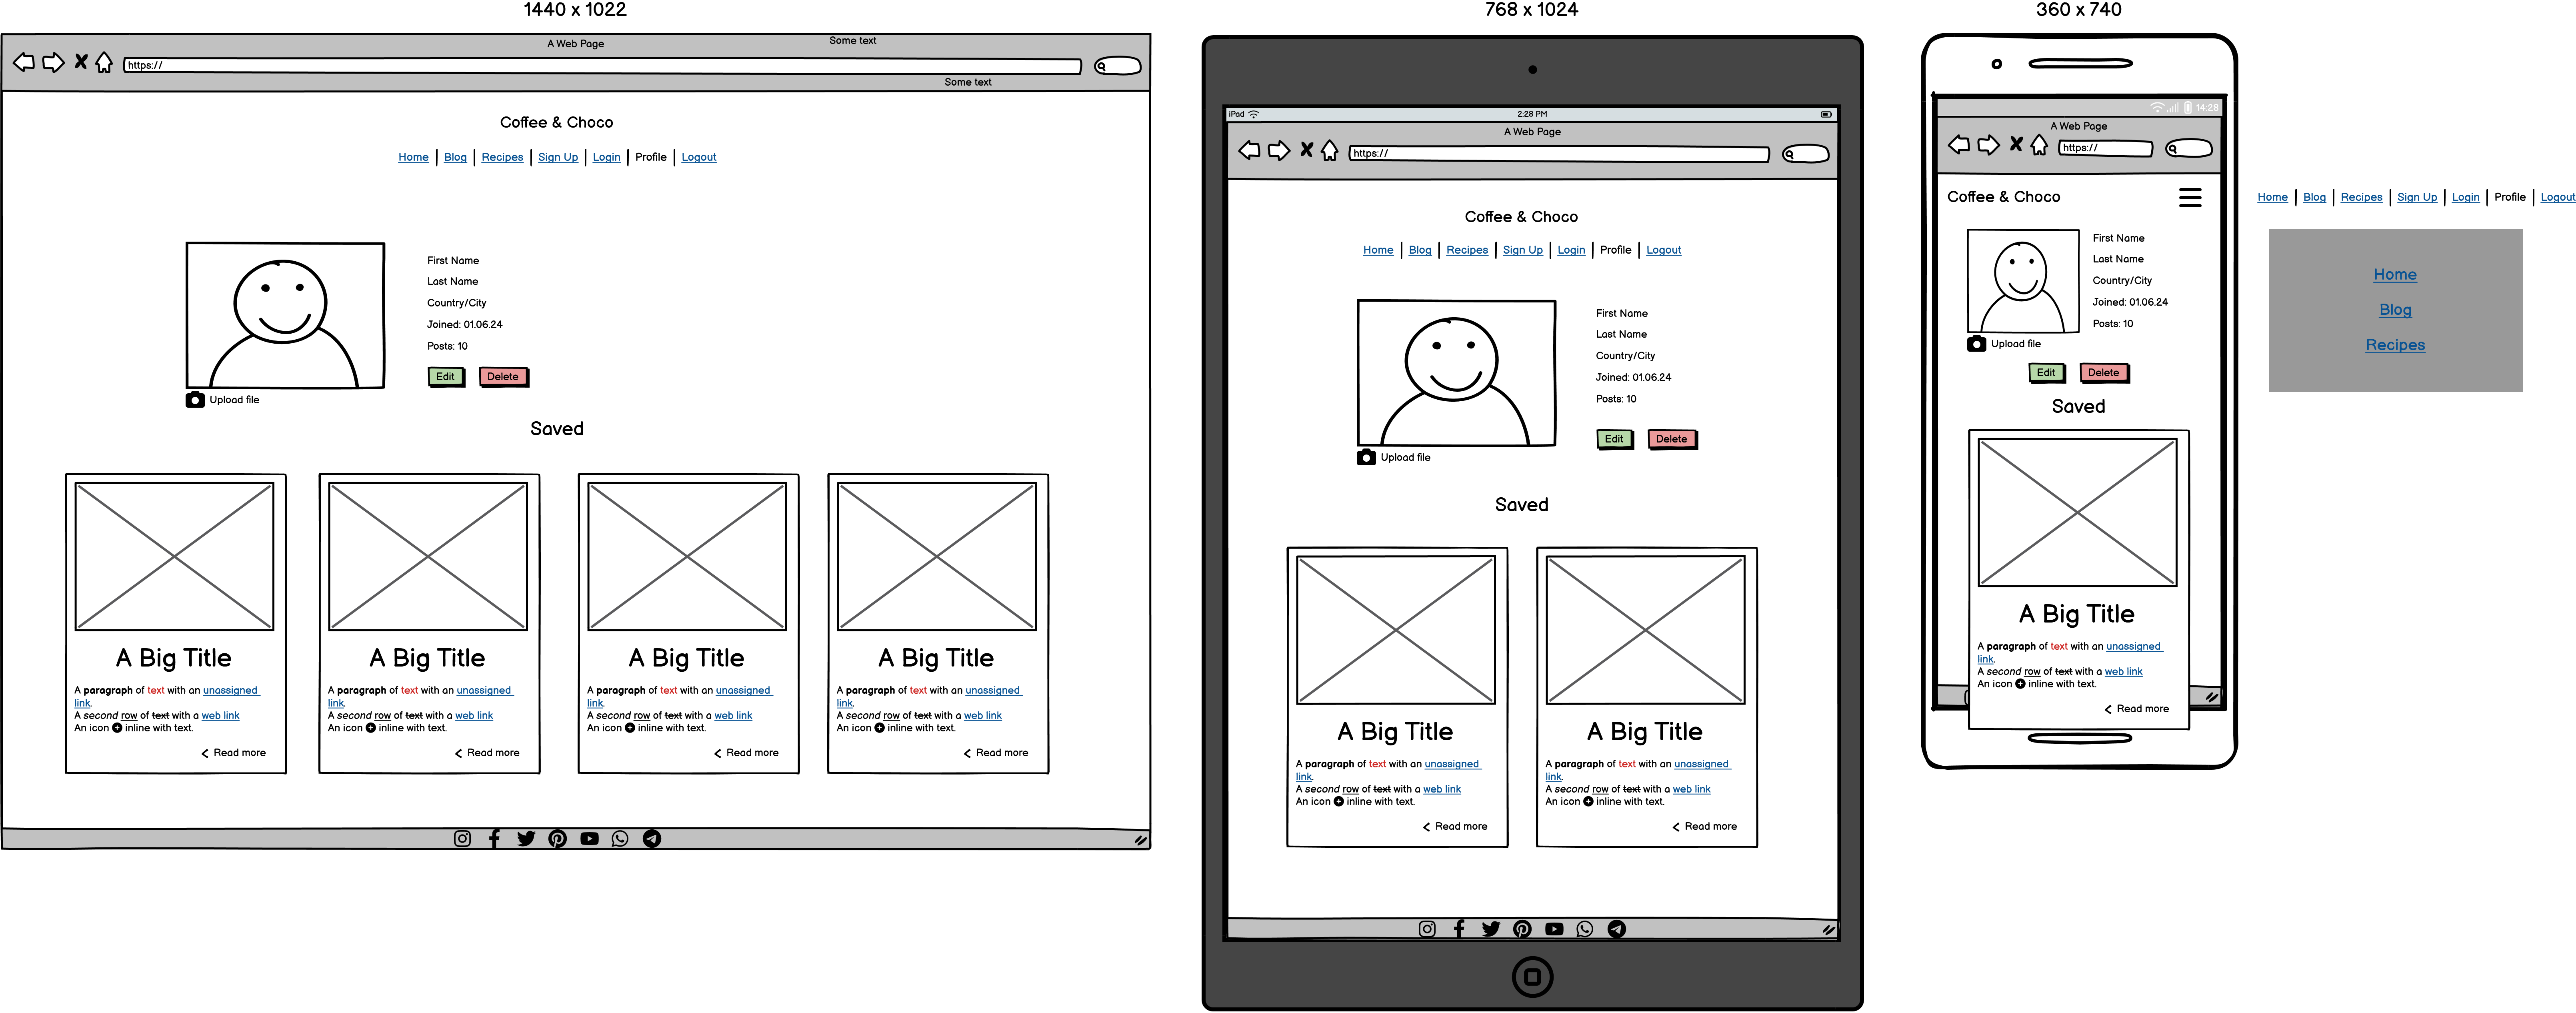 1440 x 1022
A Web Page
Some text
https://
Some text
Coffee & Choco
Home | Blog | Recipes | Sign Up | Login | Profile | Logout
First Name
Last Name
Country/City
Joined: 01.06.24
Posts: 10
Edit
Delete
Upload file
Saved
A Big Title
A paragraph of text with an unassigned
link.
A second row of text with a web link
An icon inline with text.
< Read more
A Big Title
A paragraph of text with an unassigned
link.
A second row of text with a web link
An icon inline with text.
< Read more
A Big Title
A paragraph of text with an unassigned
link.
A second row of text with a web link
An icon inline with text.
< Read more
A Big Title
A paragraph of text with an unassigned
link.
A second row of text with a web link
An icon inline with text.
< Read more
768 x 1024
iPad
2:28 PM
A Web Page
https://
Coffee & Choco
Home | Blog | Recipes | Sign Up | Login | Profile | Logout
First Name
Last Name
Country/City
Joined: 01.06.24
Posts: 10
Edit
Delete
Upload file
Saved
A Big Title
A paragraph of text with an unassigned
link.
A second row of text with a web link
An icon inline with text.
< Read more
A Big Title
A paragraph of text with an unassigned
link.
A second row of text with a web link
An icon inline with text.
< Read more
360 x 740
14:28
A Web Page
https://
Coffee & Choco
First Name
Last Name
Country/City
Joined: 01.06.24
Posts: 10
Upload file
Edit
Delete
Saved
A Big Title
A paragraph of text with an unassigned
link.
A second row of text with a web link
An icon inline with text.
< Read more
Home | Blog | Recipes | Sign Up | Login | Profile | Logout
Home
Blog
Recipes